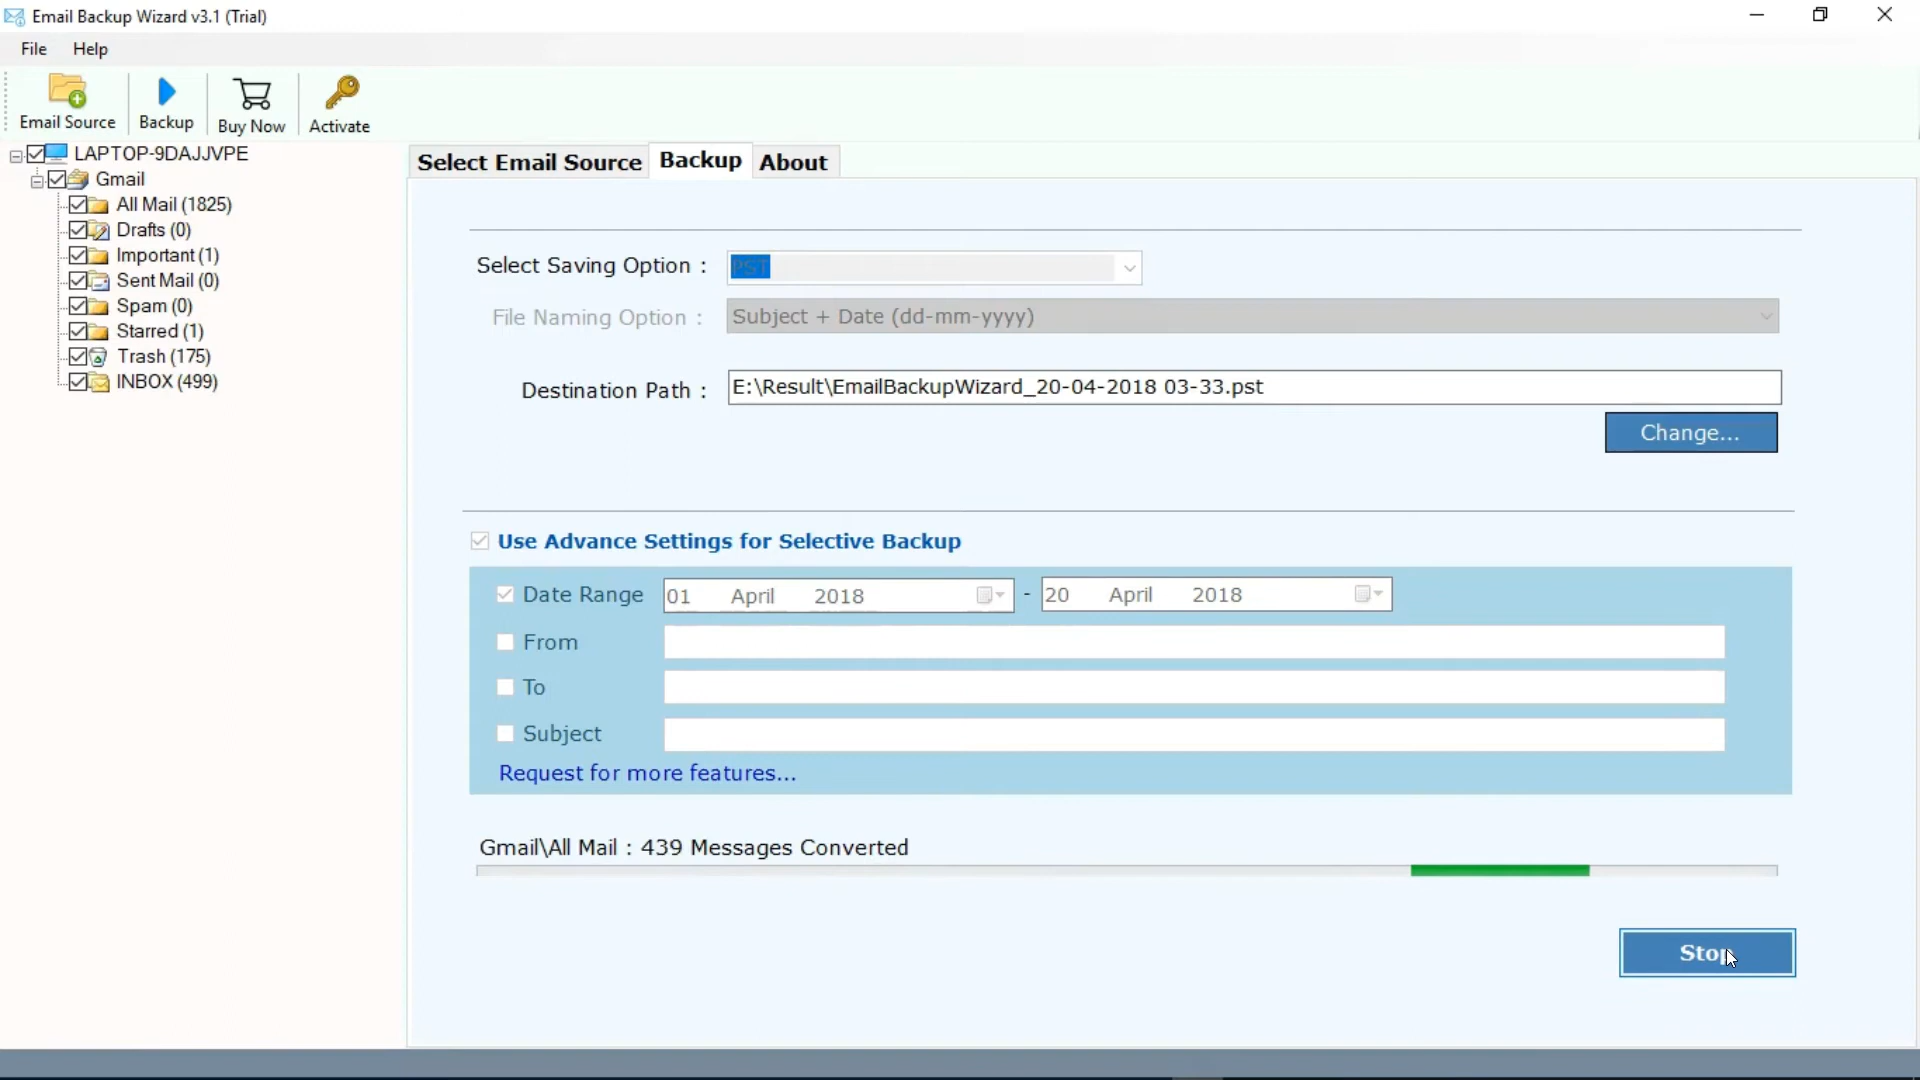 Email Backup Wizard v3.1 (Trial)
File Help
Email Source Backup Buy Now Activate
LAPTOP-9DAJJVPE
Gmail
All Mail (1825)
Drafts (0)
Important (1)
Sent Mail (0)
Spam (0)
Starred (1)
Trash (175)
INBOX (499)
Select Email Source Backup About
Select Saving Option : PST
File Naming Option : Subject + Date (dd-mm-yyyy)
Destination Path : E:\Result\EmailBackupWizard_20-04-2018 03-33.pst
Change...
Use Advance Settings for Selective Backup
Date Range 01 April 2018 - 20 April 2018
From
To
Subject
Request for more features...
Gmail\All Mail : 439 Messages Converted
Stop